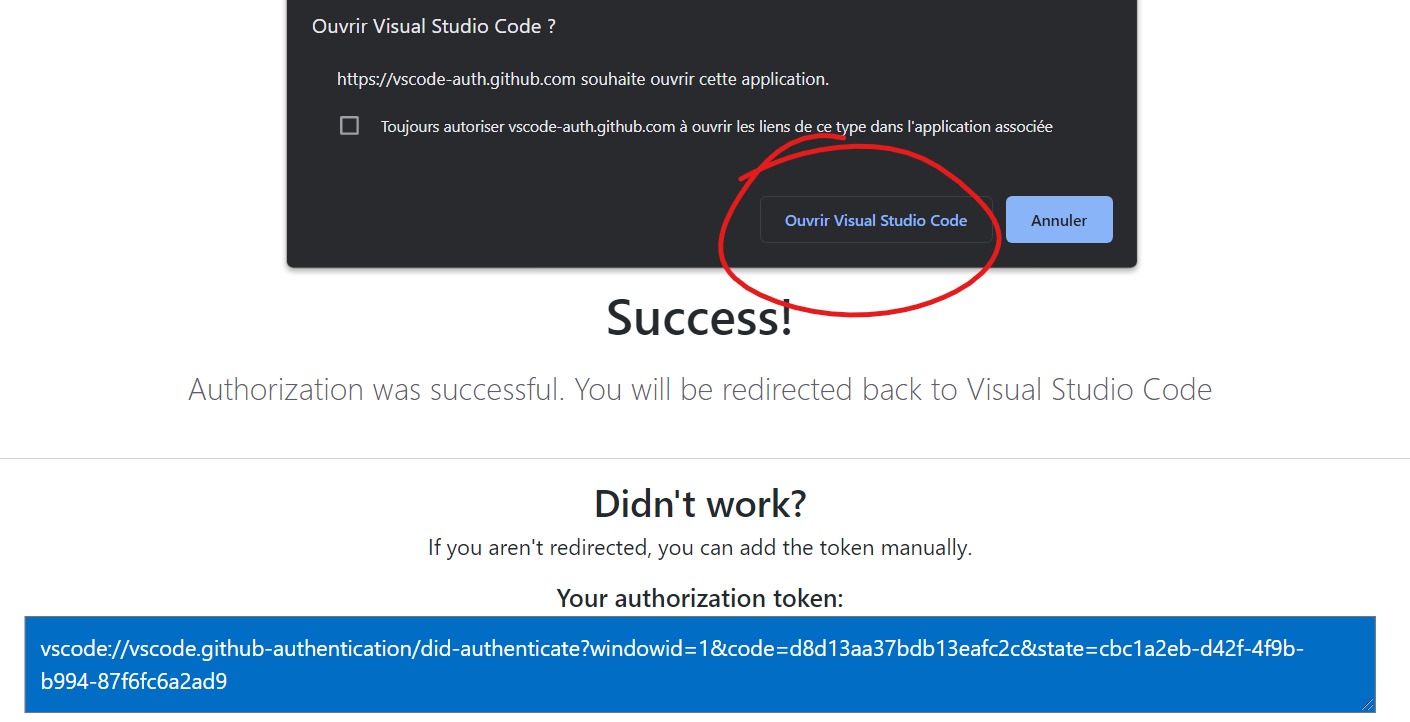 Ouvrir Visual Studio Code ?
https://vscode-auth.github.com souhaite ouvrir cette application.
Toujours autoriser vscode-auth.github.com à ouvrir les liens de ce type dans l'application associée
Ouvrir Visual Studio Code
Annuler
Success!
Authorization was successful. You will be redirected back to Visual Studio Code
Didn't work?
If you aren't redirected, you can add the token manually.
Your authorization token:
vscode://vscode.github-authentication/did-authenticate?windowid=1&code=d8d13aa37bdb13eafc2c&state=cbc1a2eb-d42f-4f9b-
b994-87f6fc6a2ad9